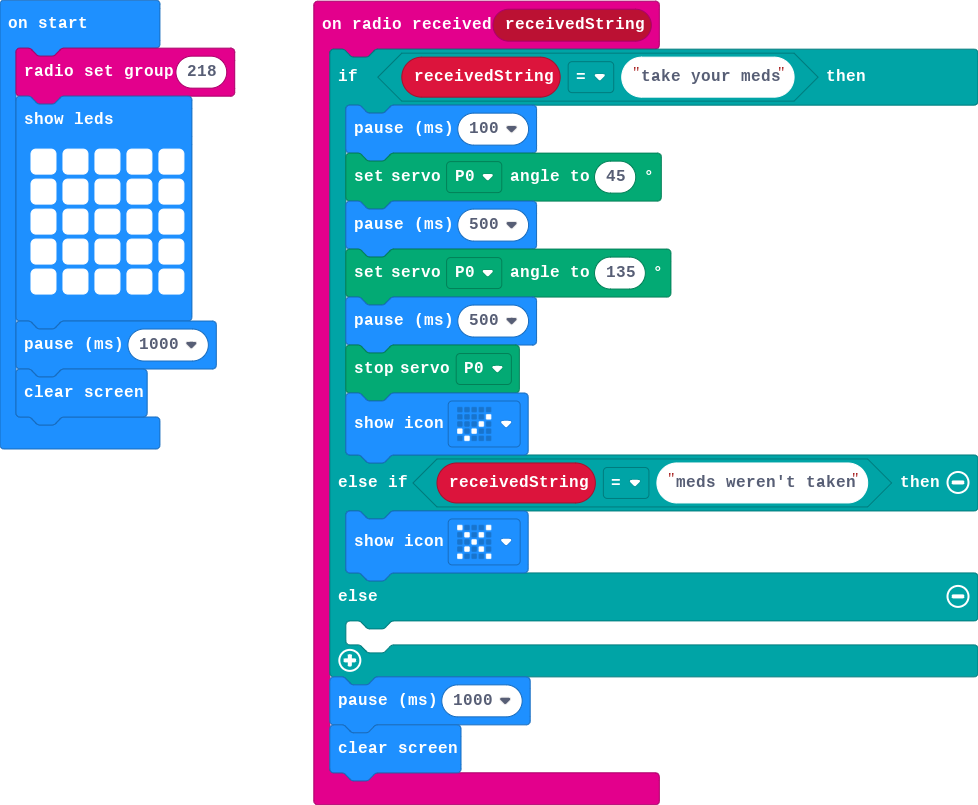 on start
radio set group 218
show leds
pause (ms) 1000
clear screen
on radio received receivedString
if receivedString = "take your meds" then
pause (ms) 100
set servo P0 angle to 45 °
pause (ms) 500
set servo P0 angle to 135 °
pause (ms) 500
stop servo P0
show icon
else if receivedString = "meds weren't taken" then
show icon
else
pause (ms) 1000
clear screen